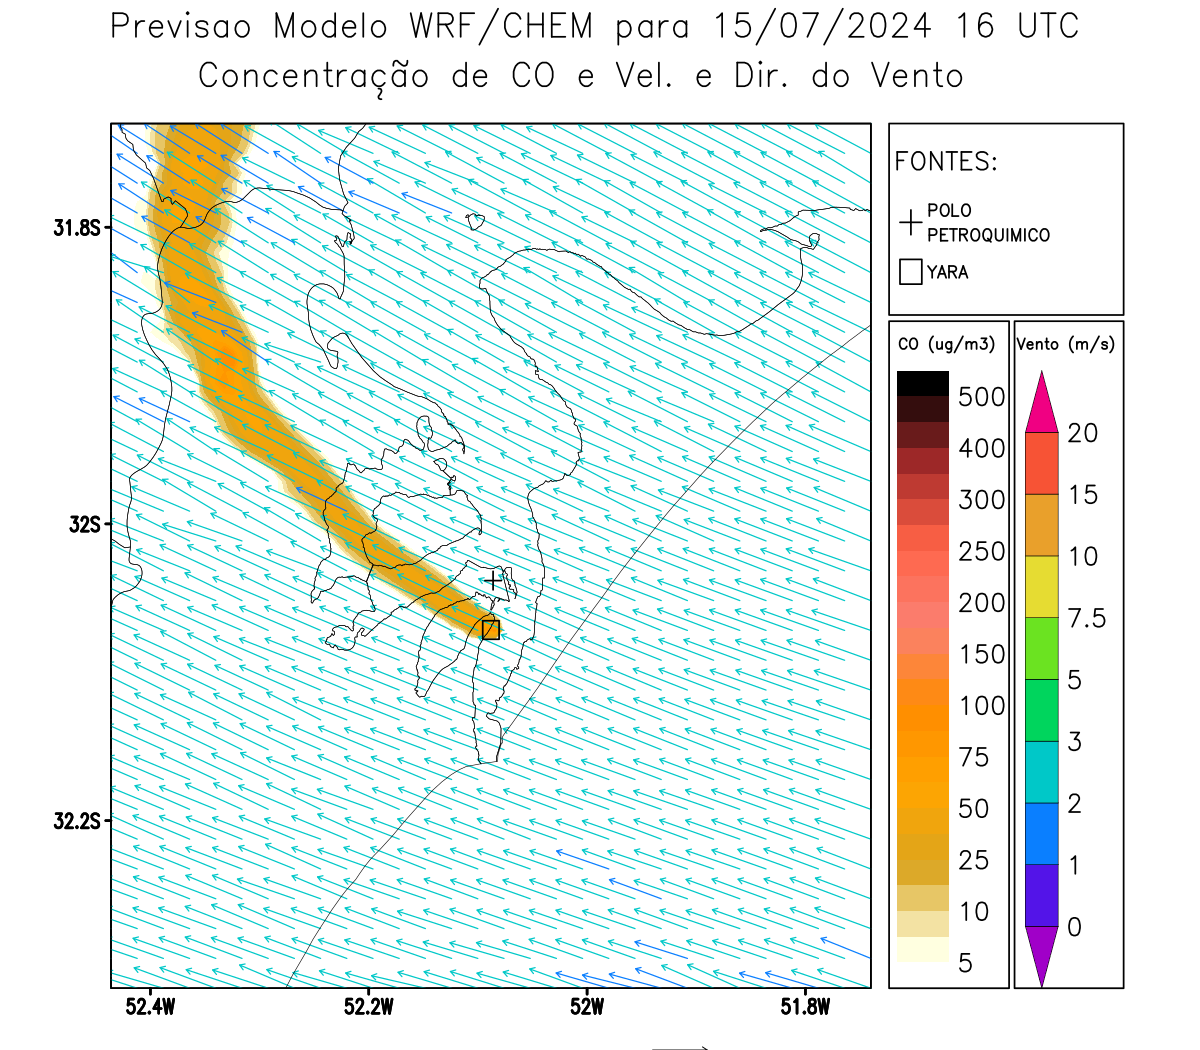 Previsao Modelo WRF/CHEM para 15/07/2024 16 UTC
Concentração de CO e Vel. e Dir. do Vento
FONTES:
POLO
PETROQUIMICO
YARA
CO (ug/m3)
500
400
300
250
200
150
100
75
50
25
10
5
Vento (m/s)
20
15
10
7.5
5
3
2
1
0
31.8S
32S
32.2S
52.4W
52.2W
52W
51.8W